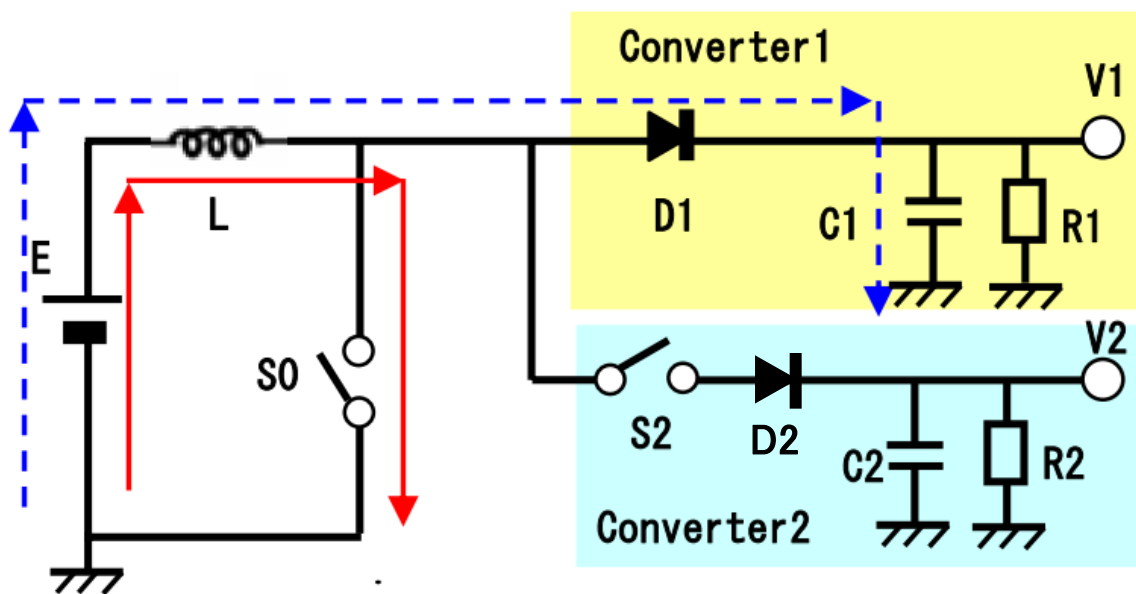 Converter1
V1
L
D1
C1
R1
E
V2
S0
S2
D2
C2
R2
Converter2